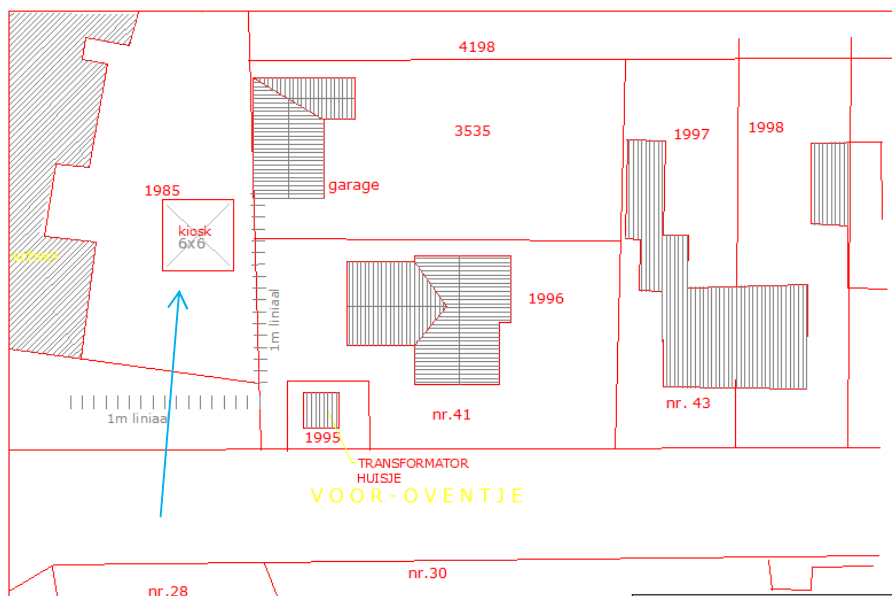 4198
3535
1997
1998
garage
1985
kiosk
6x6
school
1m liniaal
1996
1m liniaal
nr.41
nr. 43
1995
TRANSFORMATOR
HUISJE
VOOR-OVENTJE
nr.30
nr.28